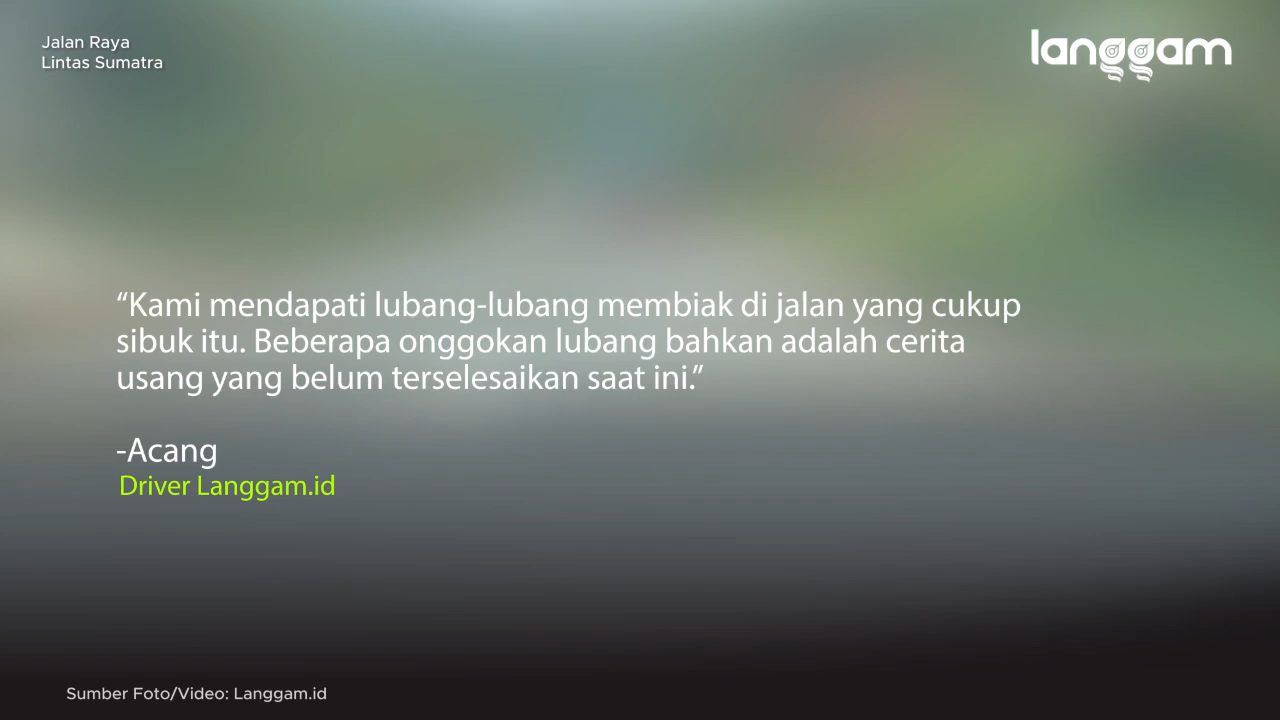 Jalan Raya
Lintas Sumatra
langgam
“Kami mendapati lubang-lubang membiak di jalan yang cukup
sibuk itu. Beberapa onggokan lubang bahkan adalah cerita
usang yang belum terselesaikan saat ini.”
-Acang
Driver Langgam.id
Sumber Foto/Video: Langgam.id